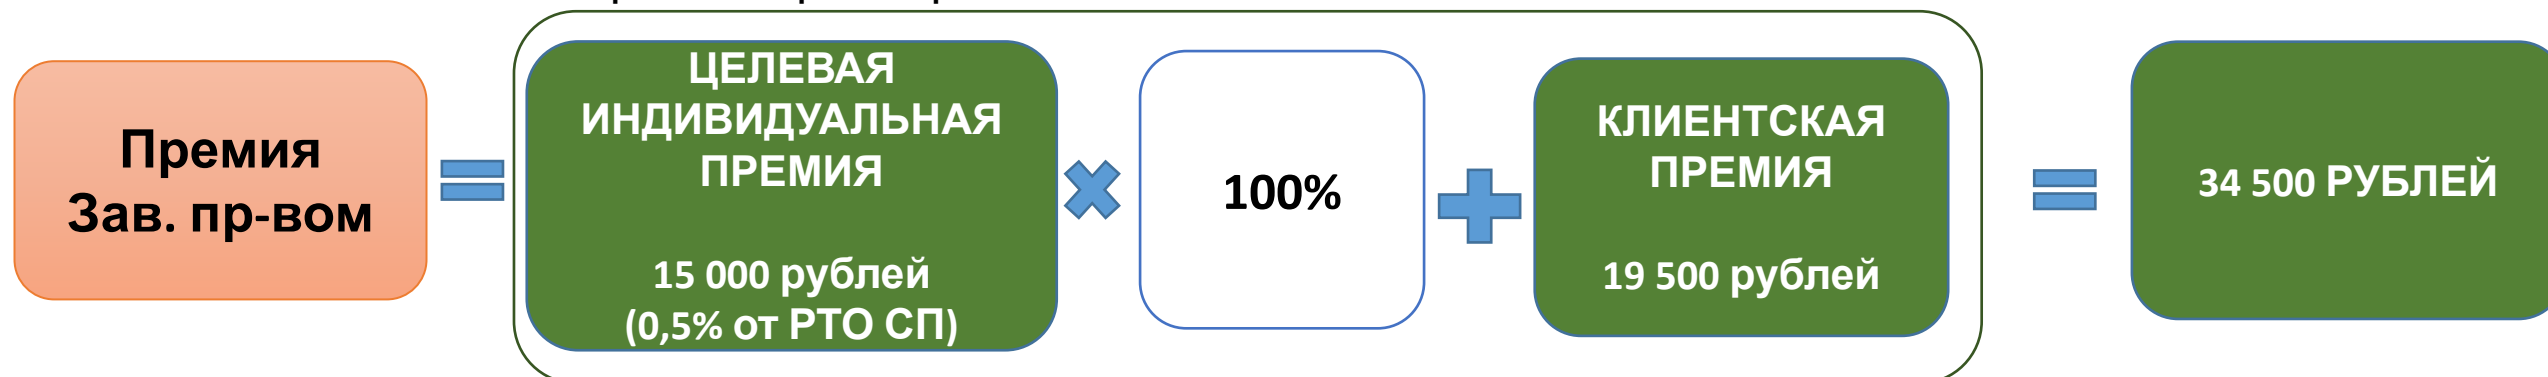 Премия
Зав. пр-вом
ЦЕЛЕВАЯ
ИНДИВИДУАЛЬНАЯ
ПРЕМИЯ
15 000 рублей
(0,5% от РТО СП)
100%
КЛИЕНТСКАЯ
ПРЕМИЯ
19 500 рублей
34 500 РУБЛЕЙ